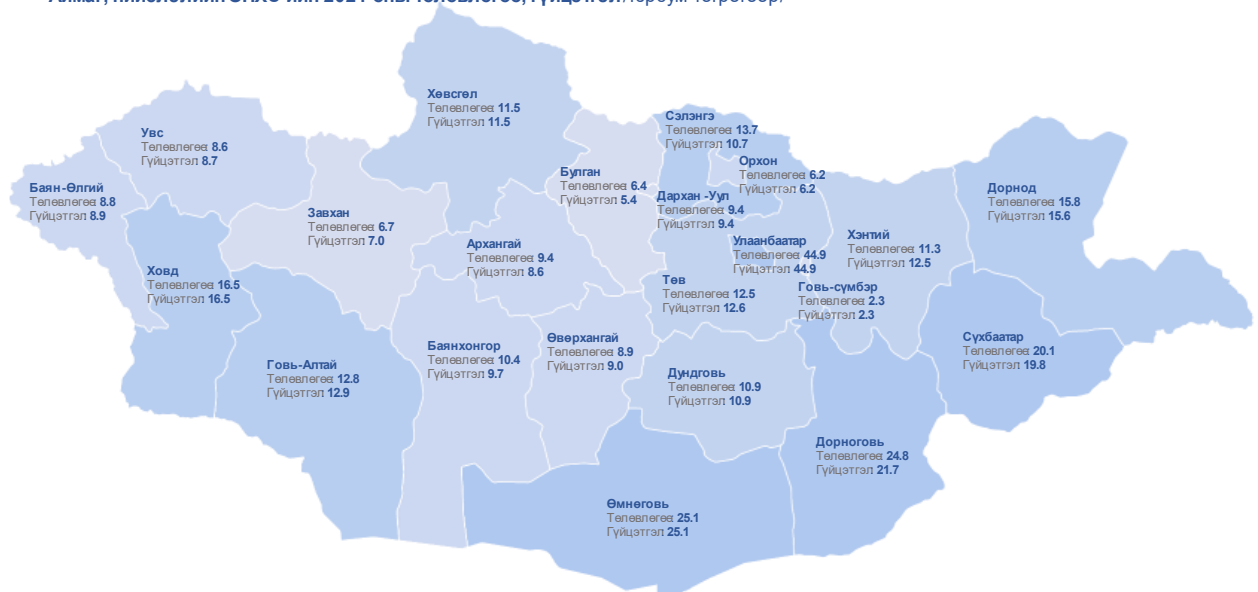 Хөвсгөл
Төлөвлөгөө: 11.5
Гүйцэтгэл: 11.5
Увс
Төлөвлөгөө: 8.6
Гүйцэтгэл: 8.7
Сэлэнгэ
Төлөвлөгөө: 13.7
Гүйцэтгэл: 10.7
Орхон
Төлөвлөгөө: 6.2
Гүйцэтгэл: 6.2
Булган
Төлөвлөгөө: 6.4
Гүйцэтгэл: 5.4
Баян-Өлгий
Төлөвлөгөө: 8.8
Гүйцэтгэл: 8.9
Дархан -Уул
Төлөвлөгөө: 9.4
Гүйцэтгэл: 9.4
Дорнод
Төлөвлөгөө: 15.8
Гүйцэтгэл: 15.6
Завхан
Төлөвлөгөө: 6.7
Гүйцэтгэл: 7.0
Архангай
Төлөвлөгөө: 9.4
Гүйцэтгэл: 8.6
Улаанбаатар
Төлөвлөгөө: 44.9
Гүйцэтгэл: 44.9
Хэнтий
Төлөвлөгөө: 11.3
Гүйцэтгэл: 12.5
Ховд
Төлөвлөгөө: 16.5
Гүйцэтгэл: 16.5
Төв
Төлөвлөгөө: 12.5
Гүйцэтгэл: 12.6
Говь-сүмбэр
Төлөвлөгөө: 2.3
Гүйцэтгэл: 2.3
Говь-Алтай
Төлөвлөгөө: 12.8
Гүйцэтгэл: 12.9
Баянхонгор
Төлөвлөгөө: 10.4
Гүйцэтгэл: 9.7
Өвөрхангай
Төлөвлөгөө: 8.9
Гүйцэтгэл: 9.0
Дундговь
Төлөвлөгөө: 10.9
Гүйцэтгэл: 10.9
Сүхбаатар
Төлөвлөгөө: 20.1
Гүйцэтгэл: 19.8
Дорноговь
Төлөвлөгөө: 24.8
Гүйцэтгэл: 21.7
Өмнөговь
Төлөвлөгөө: 25.1
Гүйцэтгэл: 25.1